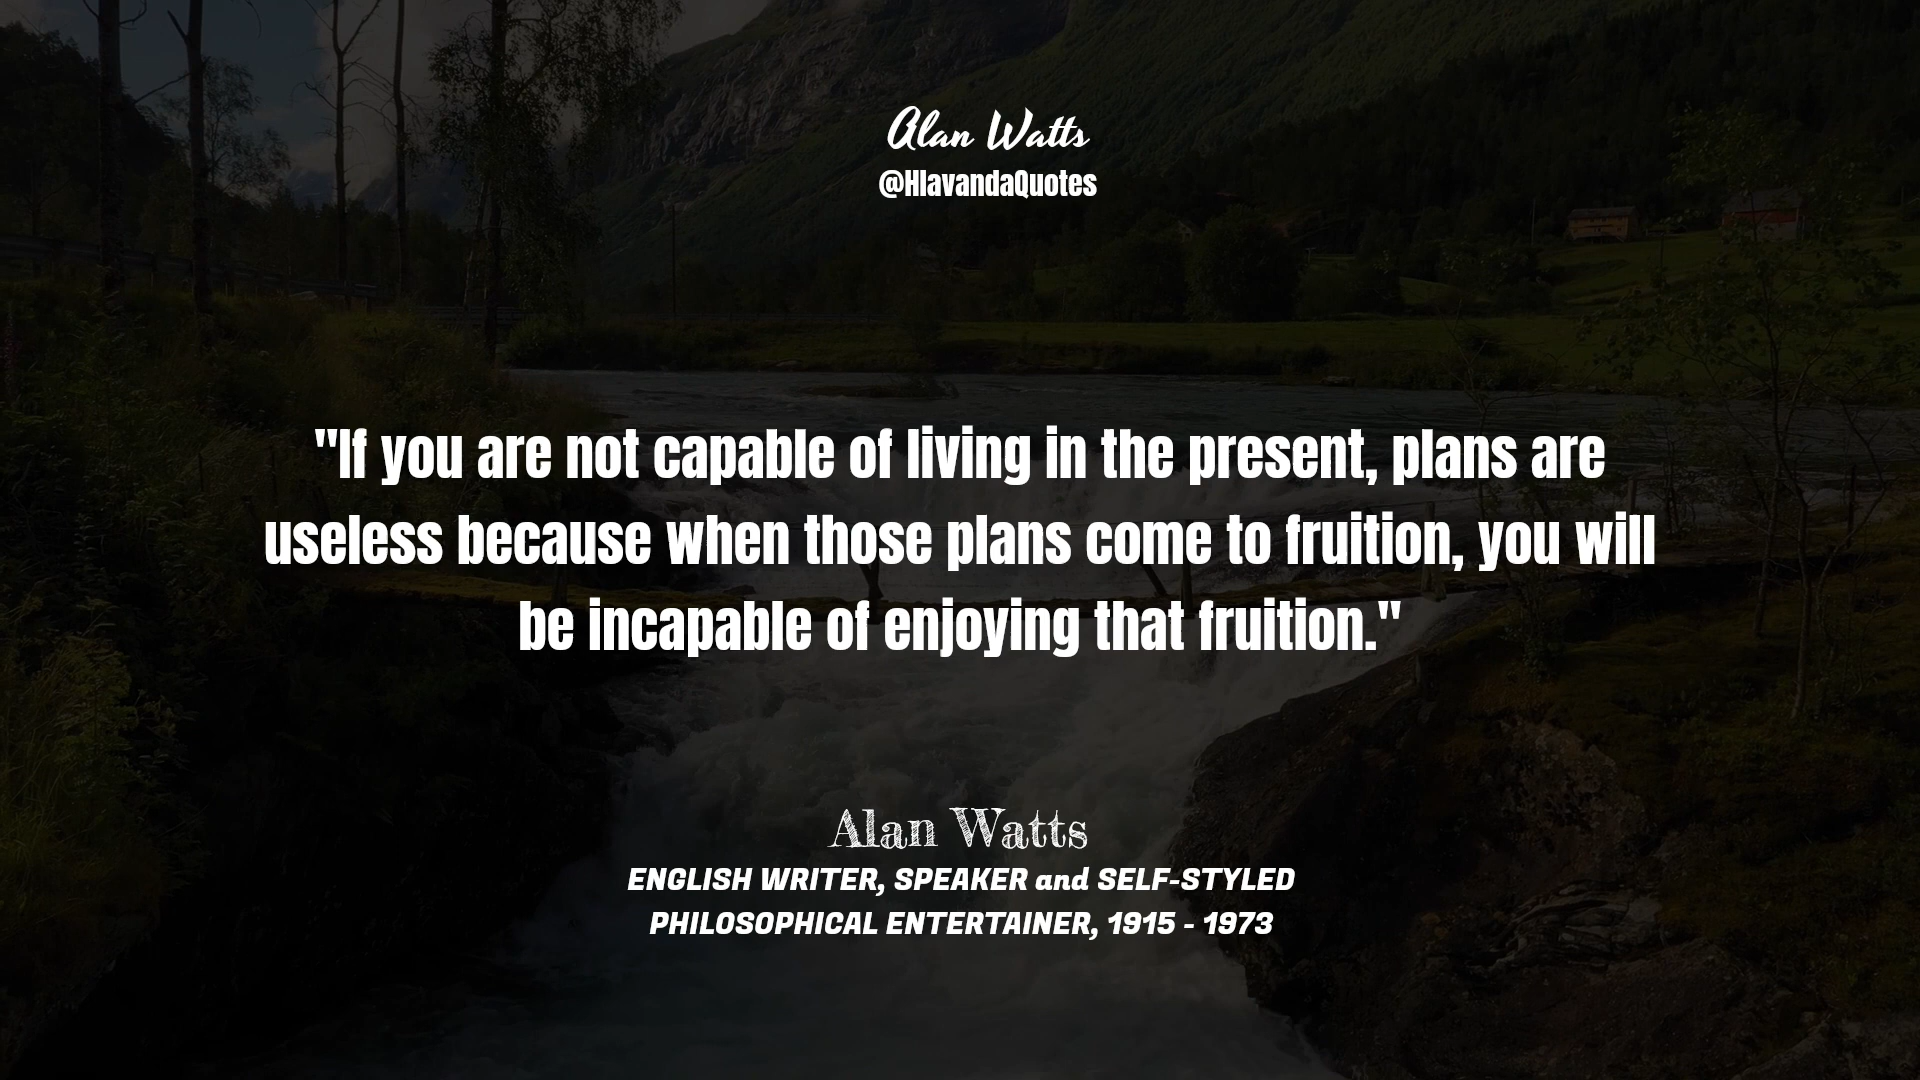 Alan Watts
@HlavandaQuotes
"If you are not capable of living in the present, plans are
useless because when those plans come to fruition, you will
be incapable of enjoying that fruition."
Alan Watts
ENGLISH WRITER, SPEAKER and SELF-STYLED
PHILOSOPHICAL ENTERTAINER, 1915 - 1973